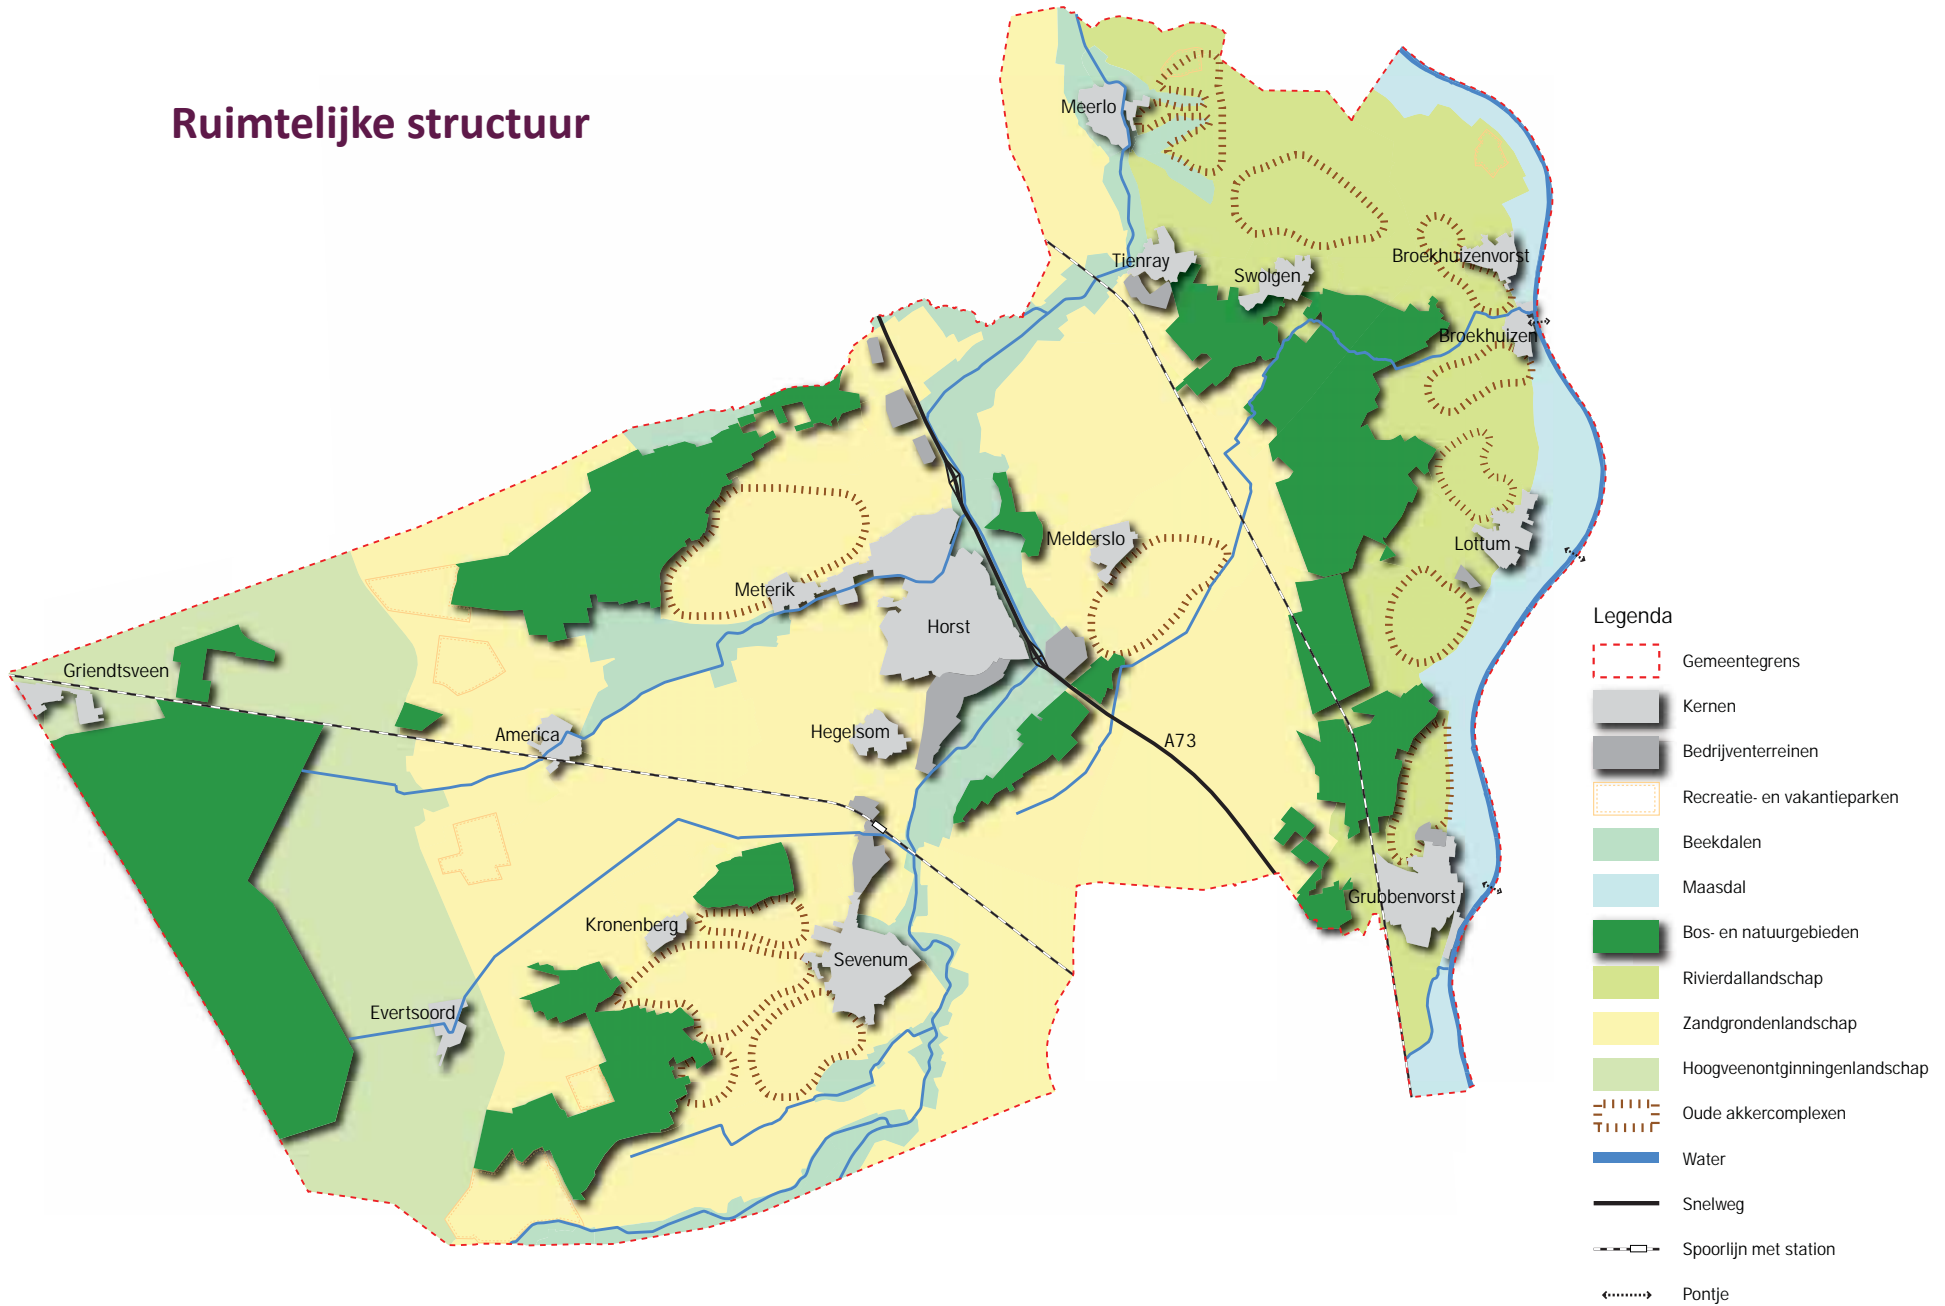 Ruimtelijke structuur
Meerlo
Tienray
Swolgen
Broekhuizenvorst
Broekhuizen
Melderslo
Lottum
Meterik
Horst
Griendtsveen
America
Hegelsom
A73
Kronenberg
Sevenum
Grubbenvorst
Evertsoord
Legenda
Gemeentegrens
Kernen
Bedrijventerreinen
Recreatie- en vakantieparken
Beekdalen
Maasdal
Bos- en natuurgebieden
Rivierdallandschap
Zandgrondenlandschap
Hoogveenontginningenlandschap
Oude akkercomplexen
Water
Snelweg
Spoorlijn met station
Pontje